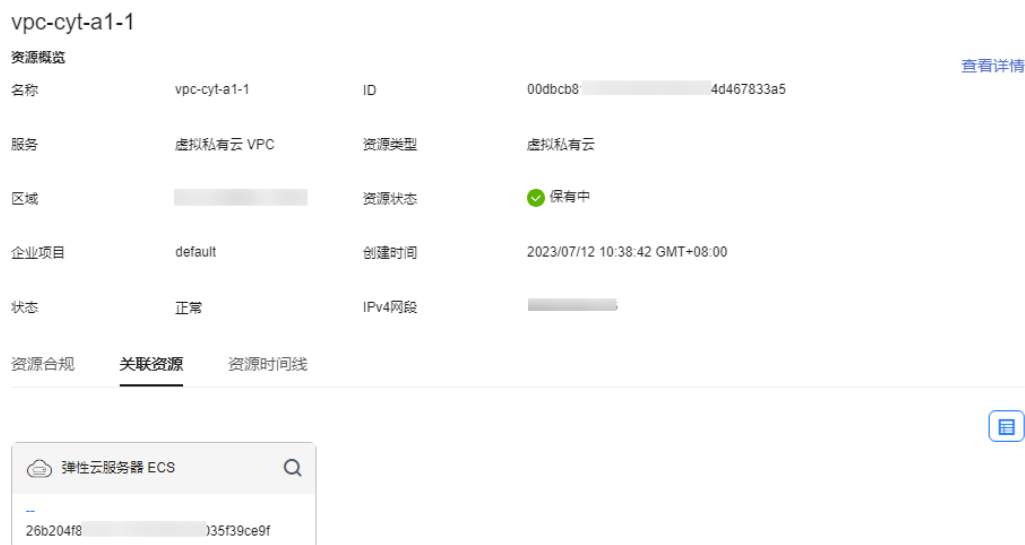 vpc-cyt-a1-1
资源概览
查看详情
名称 vpc-cyt-a1-1 ID 00dbcb8 4d467833a5
服务 虚拟私有云 VPC 资源类型 虚拟私有云
区域 资源状态 保有中
企业项目 default 创建时间 2023/07/12 10:38:42 GMT+08:00
状态 正常 IPv4网段
资源合规 关联资源 资源时间线
弹性云服务器 ECS
--
26b204f8 035f39ce9f